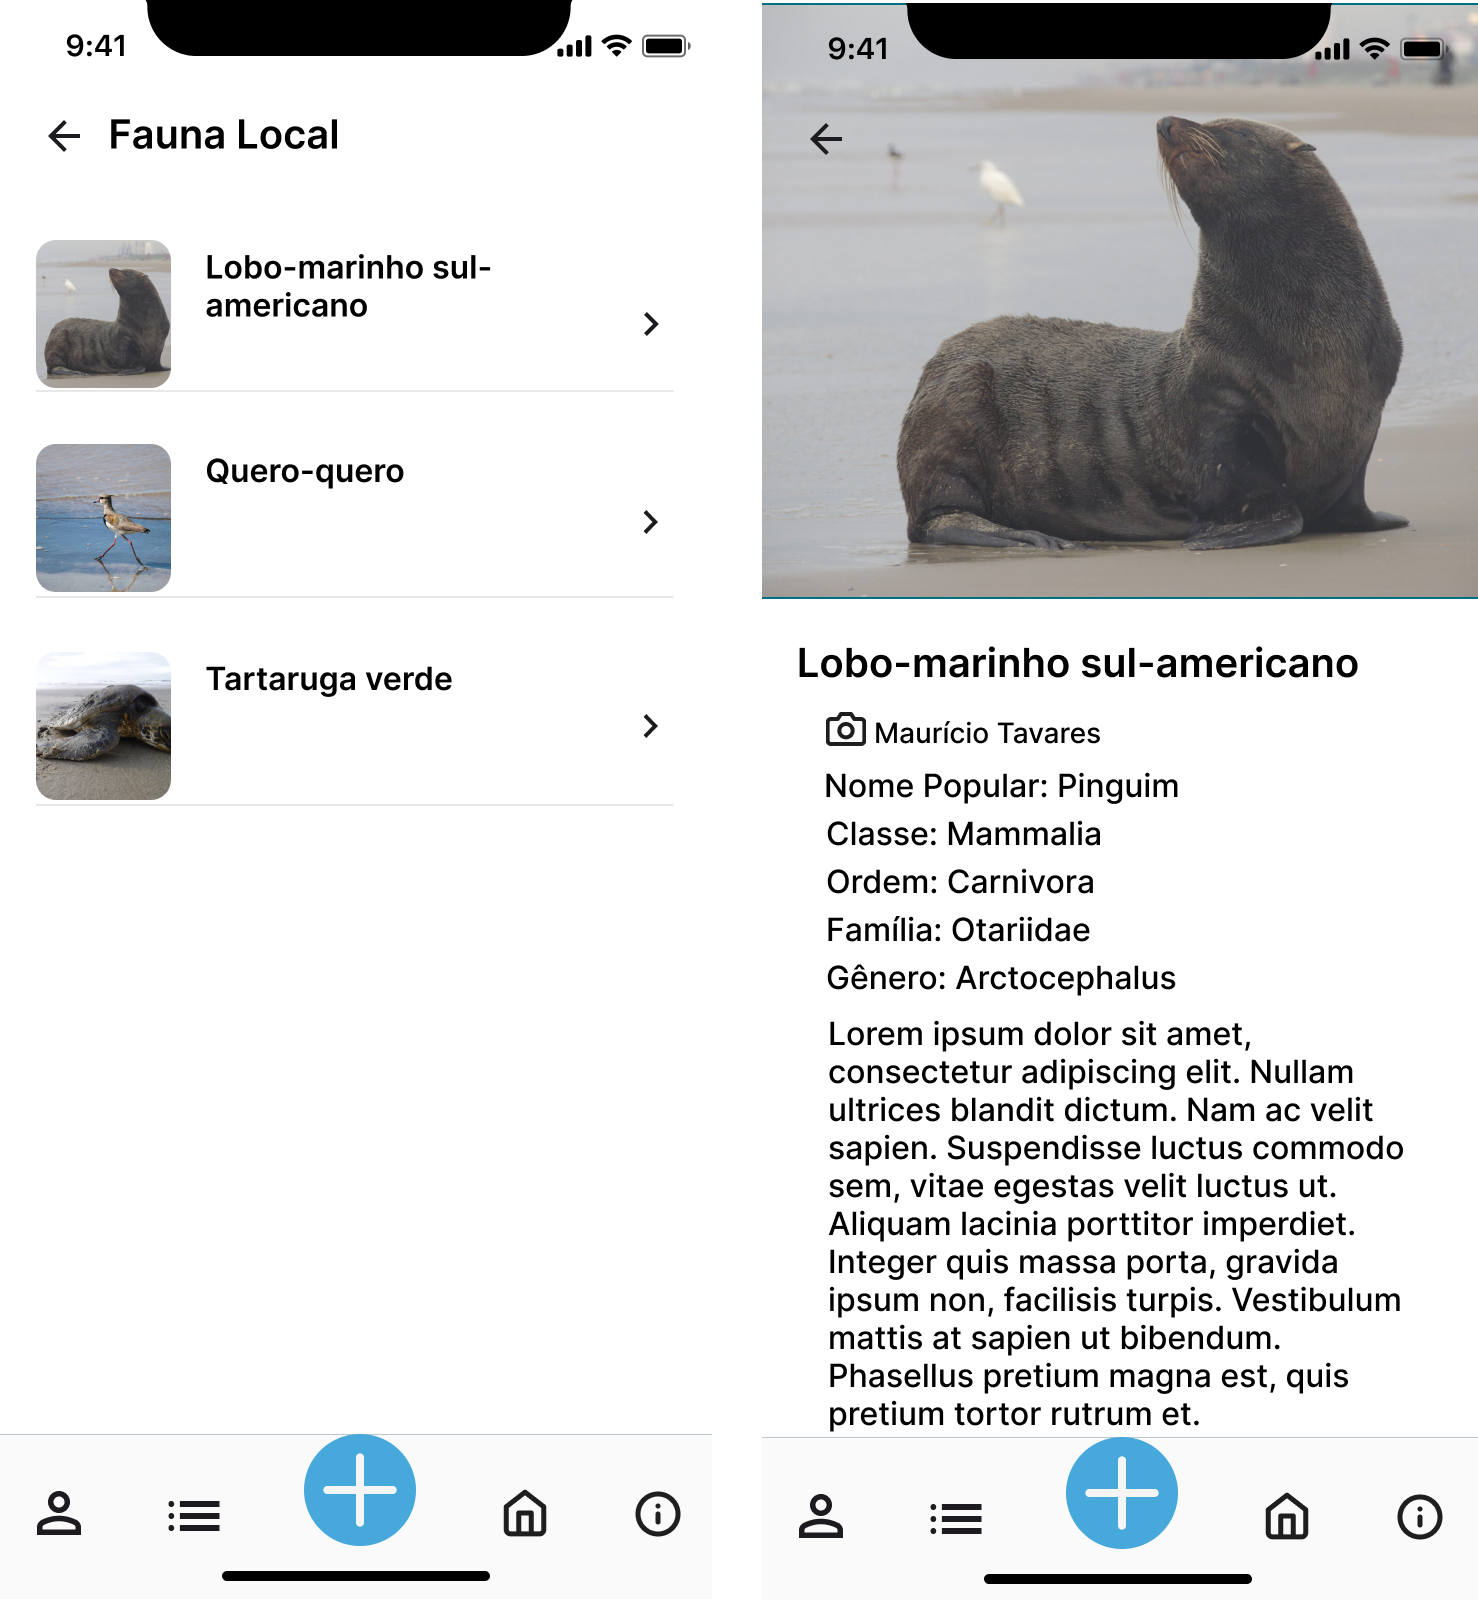 9:41
Fauna Local
Lobo-marinho sul-
americano
Quero-quero
Tartaruga verde
9:41
Lobo-marinho sul-americano
Maurício Tavares
Nome Popular: Pinguim
Classe: Mammalia
Ordem: Carnivora
Família: Otariidae
Gênero: Arctocephalus
Lorem ipsum dolor sit amet,
consectetur adipiscing elit. Nullam
ultrices blandit dictum. Nam ac velit
sapien. Suspendisse luctus commodo
sem, vitae egestas velit luctus ut.
Aliquam lacinia porttitor imperdiet.
Integer quis massa porta, gravida
ipsum non, facilisis turpis. Vestibulum
mattis at sapien ut bibendum.
Phasellus pretium magna est, quis
pretium tortor rutrum et.